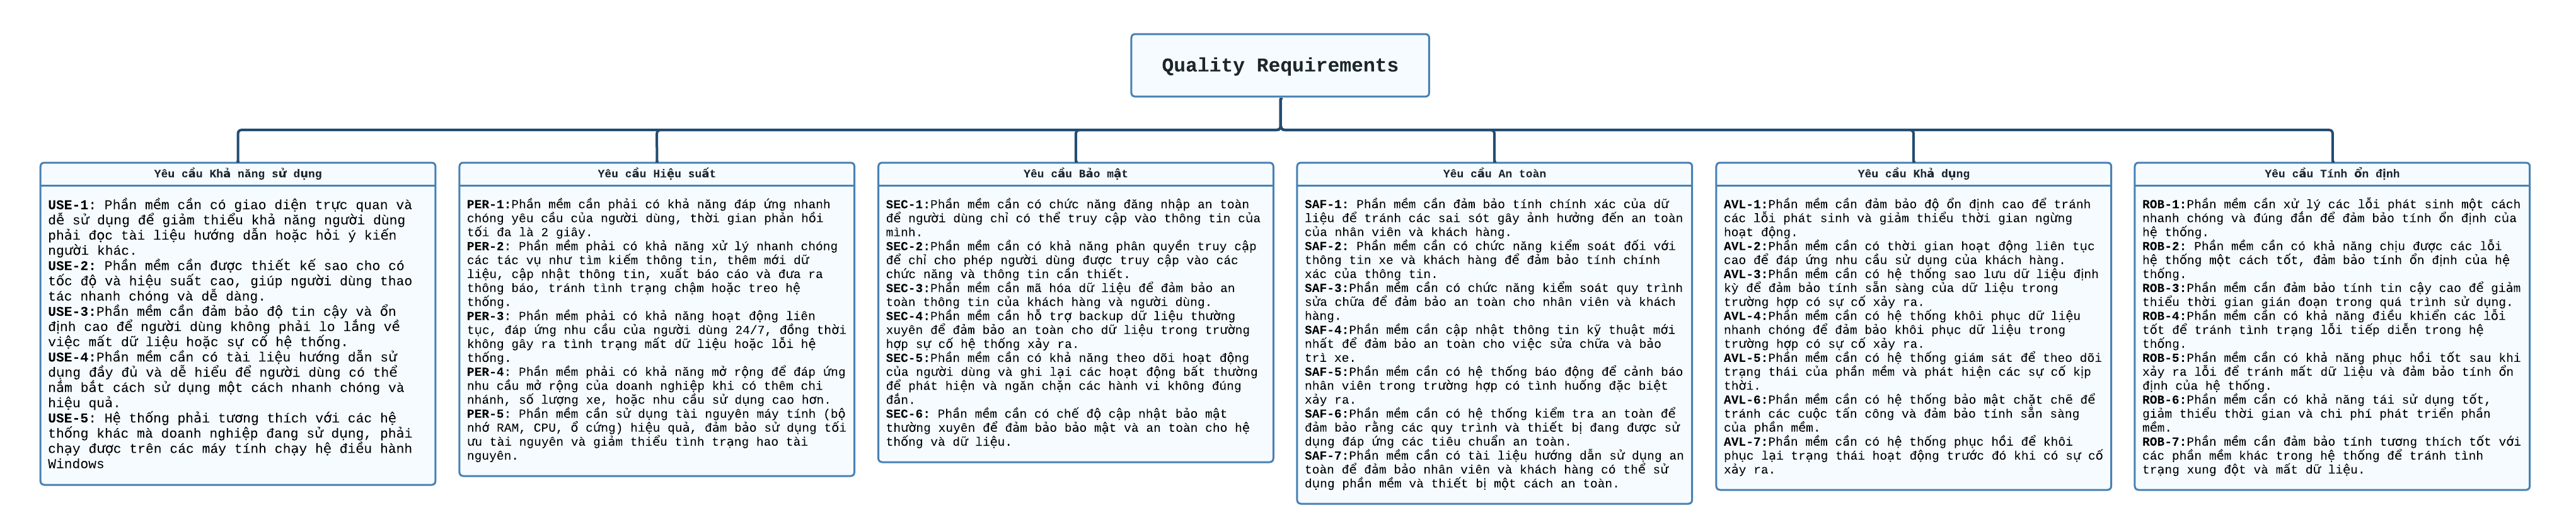 Quality Requirements
Yêu cầu Khả năng sử dụng
USE-1: Phần mềm cần có giao diện trực quan và
dễ sử dụng để giảm thiểu khả năng người dùng
phải đọc tài liệu hướng dẫn hoặc hỏi ý kiến
người khác.
USE-2: Phần mềm cần được thiết kế sao cho có
tốc độ và hiệu suất cao, giúp người dùng thao
tác nhanh chóng và dễ dàng.
USE-3:Phần mềm cần đảm bảo độ tin cậy và ổn
định cao để người dùng không phải lo lắng về
việc mất dữ liệu hoặc sự cố hệ thống.
USE-4:Phần mềm cần có tài liệu hướng dẫn sử
dụng đầy đủ và dễ hiểu để người dùng có thể
nắm bắt cách sử dụng một cách nhanh chóng và
hiệu quả.
USE-5: Hệ thống phải tương thích với các hệ
thống khác mà doanh nghiệp đang sử dụng, phải
chạy được trên các máy tính chạy hệ điều hành
Windows
Yêu cầu Hiệu suất
PER-1:Phần mềm cần phải có khả năng đáp ứng nhanh
chóng yêu cầu của người dùng, thời gian phản hồi
tối đa là 2 giây.
PER-2: Phần mềm phải có khả năng xử lý nhanh chóng
các tác vụ như tìm kiếm thông tin, thêm mới dữ
liệu, cập nhật thông tin, xuất báo cáo và đưa ra
thông báo, tránh tình trạng chậm hoặc treo hệ
thống.
PER-3: Phần mềm phải có khả năng hoạt động liên
tục, đáp ứng nhu cầu của người dùng 24/7, đồng thời
không gây ra tình trạng mất dữ liệu hoặc lỗi hệ
thống.
PER-4: Phần mềm phải có khả năng mở rộng để đáp ứng
nhu cầu mở rộng của doanh nghiệp khi có thêm chi
nhánh, số lượng xe, hoặc nhu cầu sử dụng cao hơn.
PER-5: Phần mềm cần sử dụng tài nguyên máy tính (bộ
nhớ RAM, CPU, ổ cứng) hiệu quả, đảm bảo sử dụng tối
ưu tài nguyên và giảm thiểu tình trạng hao tài
nguyên.
Yêu cầu Bảo mật
SEC-1:Phần mềm cần có chức năng đăng nhập an toàn
để người dùng chỉ có thể truy cập vào thông tin của
mình.
SEC-2:Phần mềm cần có khả năng phân quyền truy cập
để chỉ cho phép người dùng được truy cập vào các
chức năng và thông tin cần thiết.
SEC-3:Phần mềm cần mã hóa dữ liệu để đảm bảo an
toàn thông tin của khách hàng và người dùng.
SEC-4:Phần mềm cần hỗ trợ backup dữ liệu thường
xuyên để đảm bảo an toàn cho dữ liệu trong trường
hợp sự cố hệ thống xảy ra.
SEC-5:Phần mềm cần có khả năng theo dõi hoạt động
của người dùng và ghi lại các hoạt động bất thường
để phát hiện và ngăn chặn các hành vi không đúng
đắn.
SEC-6: Phần mềm cần có chế độ cập nhật bảo mật
thường xuyên để đảm bảo bảo mật và an toàn cho hệ
thống và dữ liệu.
Yêu cầu An toàn
SAF-1: Phần mềm cần đảm bảo tính chính xác của dữ
liệu để tránh các sai sót gây ảnh hưởng đến an toàn
của nhân viên và khách hàng.
SAF-2: Phần mềm cần có chức năng kiểm soát đối với
thông tin xe và khách hàng để đảm bảo tính chính
xác của thông tin.
SAF-3:Phần mềm cần có chức năng kiểm soát quy trình
sửa chữa để đảm bảo an toàn cho nhân viên và khách
hàng.
SAF-4:Phần mềm cần cập nhật thông tin kỹ thuật mới
nhất để đảm bảo an toàn cho việc sửa chữa và bảo
trì xe.
SAF-5:Phần mềm cần có hệ thống báo động để cảnh báo
nhân viên trong trường hợp có tình huống đặc biệt
xảy ra.
SAF-6:Phần mềm cần có hệ thống kiểm tra an toàn để
đảm bảo rằng các quy trình và thiết bị đang được sử
dụng đáp ứng các tiêu chuẩn an toàn.
SAF-7:Phần mềm cần có tài liệu hướng dẫn sử dụng an
toàn để đảm bảo nhân viên và khách hàng có thể sử
dụng phần mềm và thiết bị một cách an toàn.
Yêu cầu Khả dụng
AVL-1:Phần mềm cần đảm bảo độ ổn định cao để tránh
các lỗi phát sinh và giảm thiểu thời gian ngừng
hoạt động.
AVL-2:Phần mềm cần có thời gian hoạt động liên tục
cao để đáp ứng nhu cầu sử dụng của khách hàng.
AVL-3:Phần mềm cần có hệ thống sao lưu dữ liệu định
kỳ để đảm bảo tính sẵn sàng của dữ liệu trong
trường hợp có sự cố xảy ra.
AVL-4:Phần mềm cần có hệ thống khôi phục dữ liệu
nhanh chóng để đảm bảo khôi phục dữ liệu trong
trường hợp có sự cố xảy ra.
AVL-5:Phần mềm cần có hệ thống giám sát để theo dõi
trạng thái của phần mềm và phát hiện các sự cố kịp
thời.
AVL-6:Phần mềm cần có hệ thống bảo mật chặt chẽ để
tránh các cuộc tấn công và đảm bảo tính sẵn sàng
của phần mềm.
AVL-7:Phần mềm cần có hệ thống phục hồi để khôi
phục lại trạng thái hoạt động trước đó khi có sự cố
xảy ra.
Yêu cầu Tính ổn định
ROB-1:Phần mềm cần xử lý các lỗi phát sinh một cách
nhanh chóng và đúng đắn để đảm bảo tính ổn định của
hệ thống.
ROB-2: Phần mềm cần có khả năng chịu được các lỗi
hệ thống một cách tốt, đảm bảo tính ổn định của hệ
thống.
ROB-3:Phần mềm cần đảm bảo tính tin cậy cao để giảm
thiểu thời gian gián đoạn trong quá trình sử dụng.
ROB-4:Phần mềm cần có khả năng điều khiển các lỗi
tốt để tránh tình trạng lỗi tiếp diễn trong hệ
thống.
ROB-5:Phần mềm cần có khả năng phục hồi tốt sau khi
xảy ra lỗi để tránh mất dữ liệu và đảm bảo tính ổn
định của hệ thống.
ROB-6:Phần mềm cần có khả năng tái sử dụng tốt,
giảm thiểu thời gian và chi phí phát triển phần
mềm.
ROB-7:Phần mềm cần đảm bảo tính tương thích tốt với
các phần mềm khác trong hệ thống để tránh tình
trạng xung đột và mất dữ liệu.